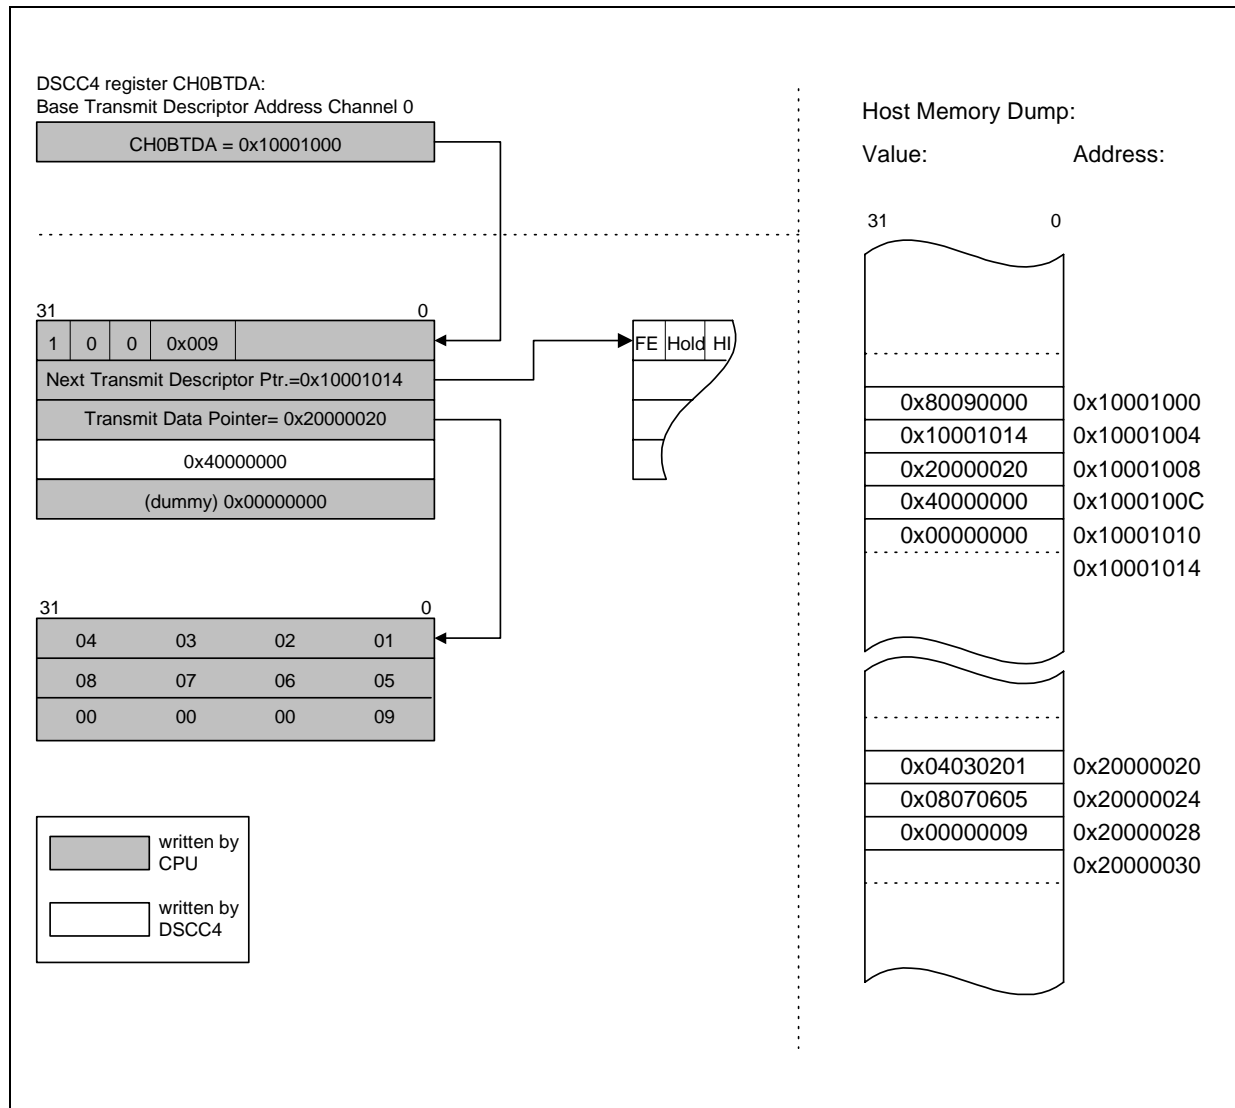 DSCC4 register CH0BTDA:
Base Transmit Descriptor Address Channel 0
CH0BTDA = 0x10001000
31 0
1 0 0 0x009
Next Transmit Descriptor Ptr.=0x10001014
Transmit Data Pointer= 0x20000020
0x40000000
(dummy) 0x00000000
FE Hold HI
31 0
04 03 02 01
08 07 06 05
00 00 00 09
written by
CPU
written by
DSCC4
Host Memory Dump:
Value: Address:
31 0
0x80090000 0x10001000
0x10001014 0x10001004
0x20000020 0x10001008
0x40000000 0x1000100C
0x00000000 0x10001010
0x10001014
0x04030201 0x20000020
0x08070605 0x20000024
0x00000009 0x20000028
0x20000030